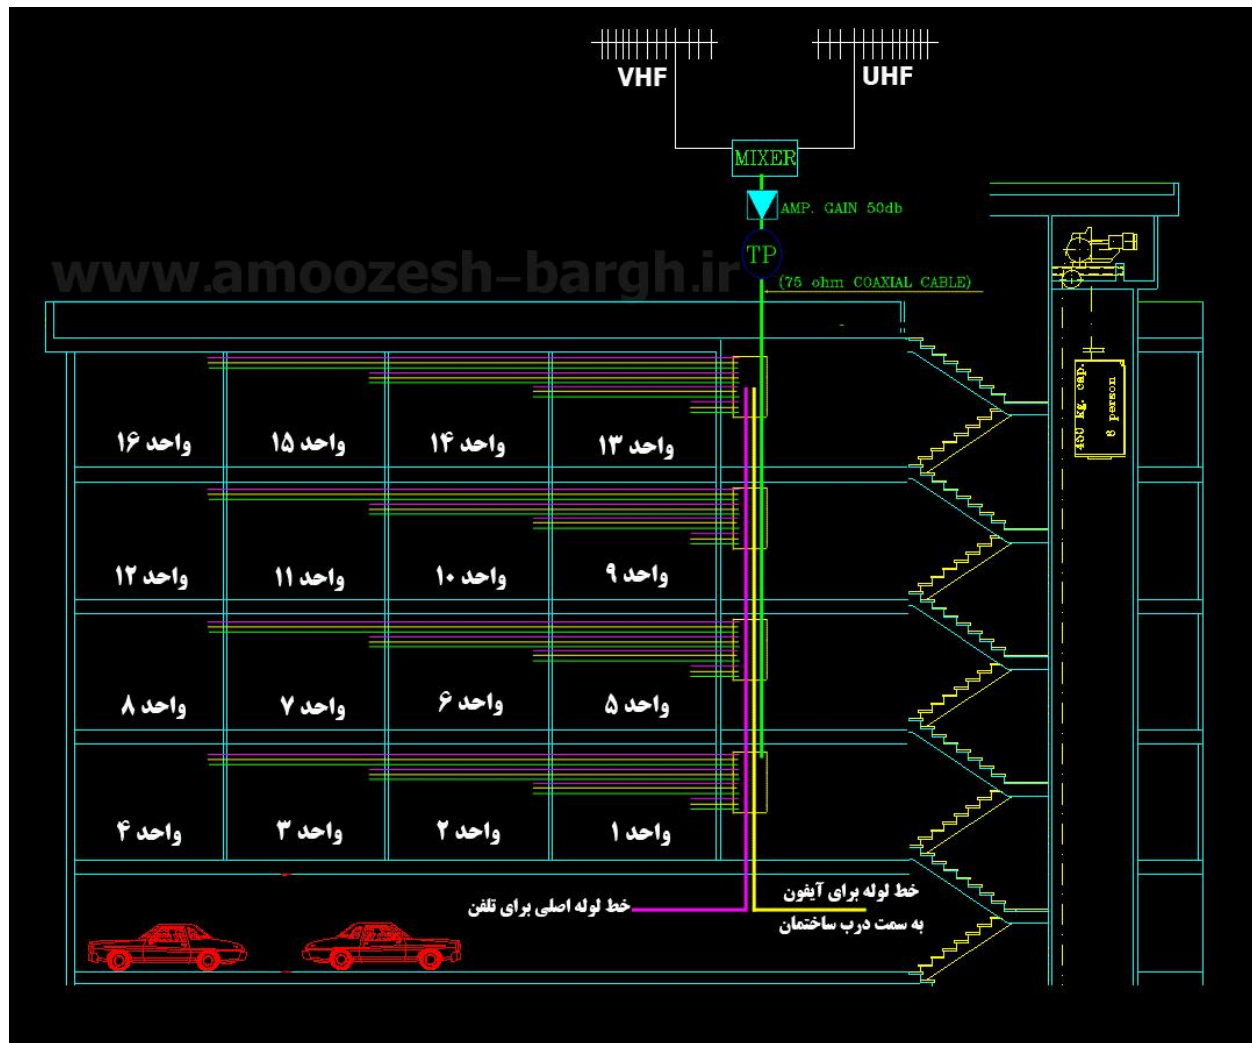 VHF
UHF
MIXER
AMP. GAIN 50db
TP
www.amoozesh-bargh.ir
(75 ohm COAXIAL CABLE)
450 kg. cap.
6 person
واحد ۱۳
واحد ۱۴
واحد ۱۵
واحد ۱۶
واحد ۹
واحد ۱۰
واحد ۱۱
واحد ۱۲
واحد ۵
واحد ۶
واحد ۷
واحد ۸
واحد ۱
واحد ۲
واحد ۳
واحد ۴
خط لوله برای آیفون
به سمت درب ساختمان
خط لوله اصلی برای تلفن